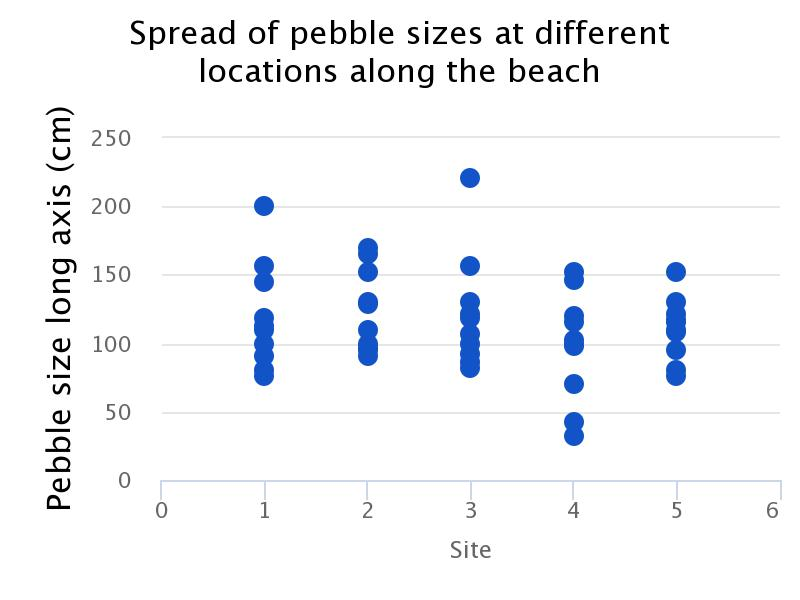 Spread of pebble sizes at different
locations along the beach
Pebble size long axis (cm)
250
200
150
100
50
0
0 1 2 3 4 5 6
Site